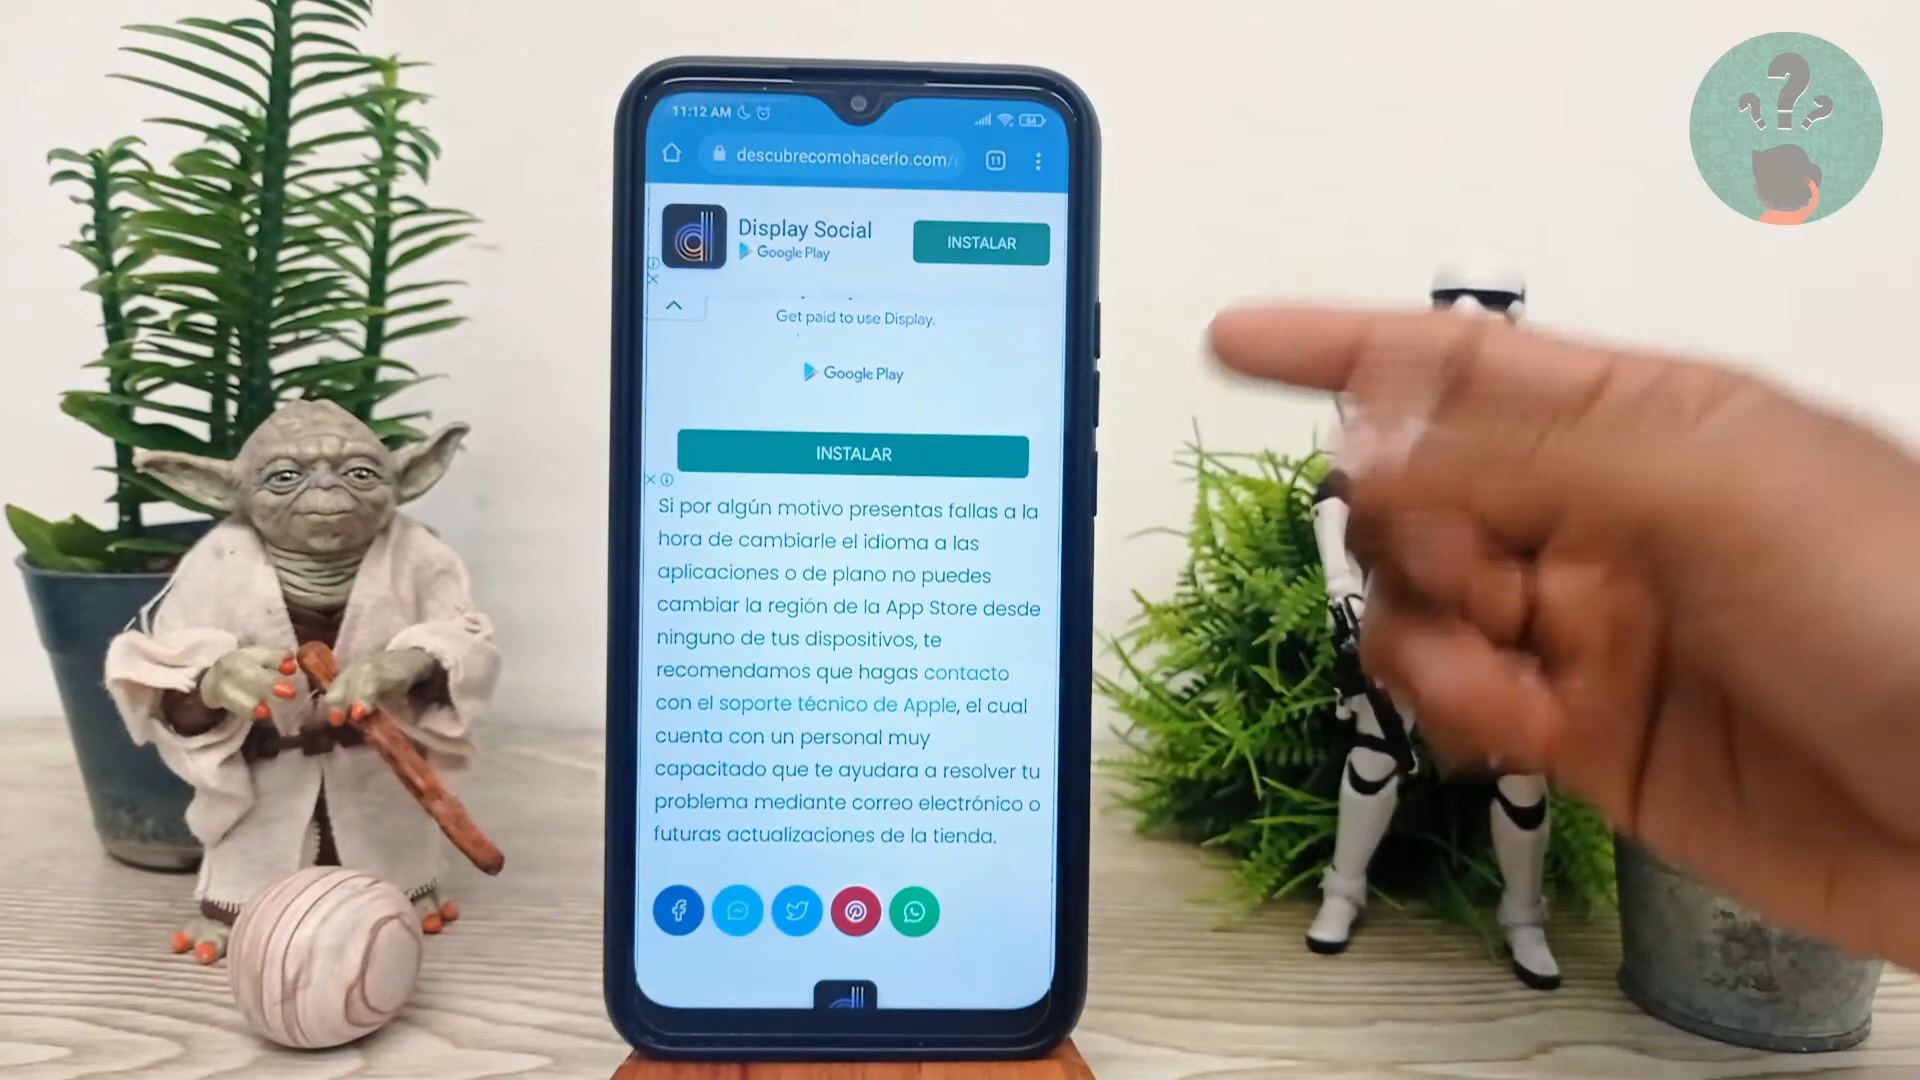 11:12 AM
64
descubrecomohacerlo.com/
11
Display Social
Google Play
INSTALAR
Get paid to use Display.
Google Play
INSTALAR
Si por algún motivo presentas fallas a la
hora de cambiarle el idioma a las
aplicaciones o de plano no puedes
cambiar la región de la App Store desde
ninguno de tus dispositivos, te
recomendamos que hagas contacto
con el soporte técnico de Apple, el cual
cuenta con un personal muy
capacitado que te ayudara a resolver tu
problema mediante correo electrónico o
futuras actualizaciones de la tienda.